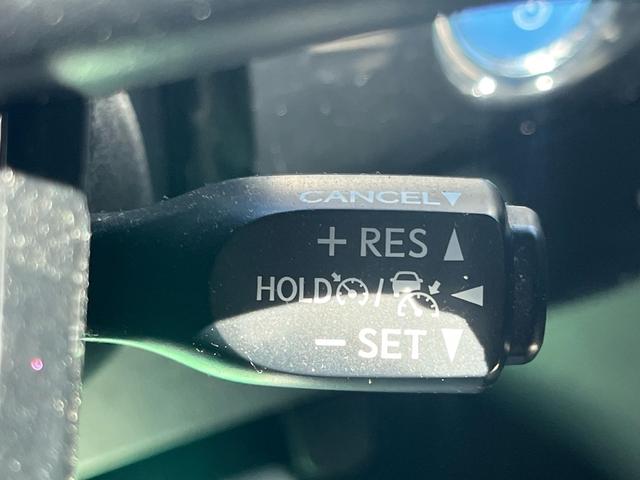 CANCEL▼
+ RES ▲
HOLD / ◀
− SET ▼